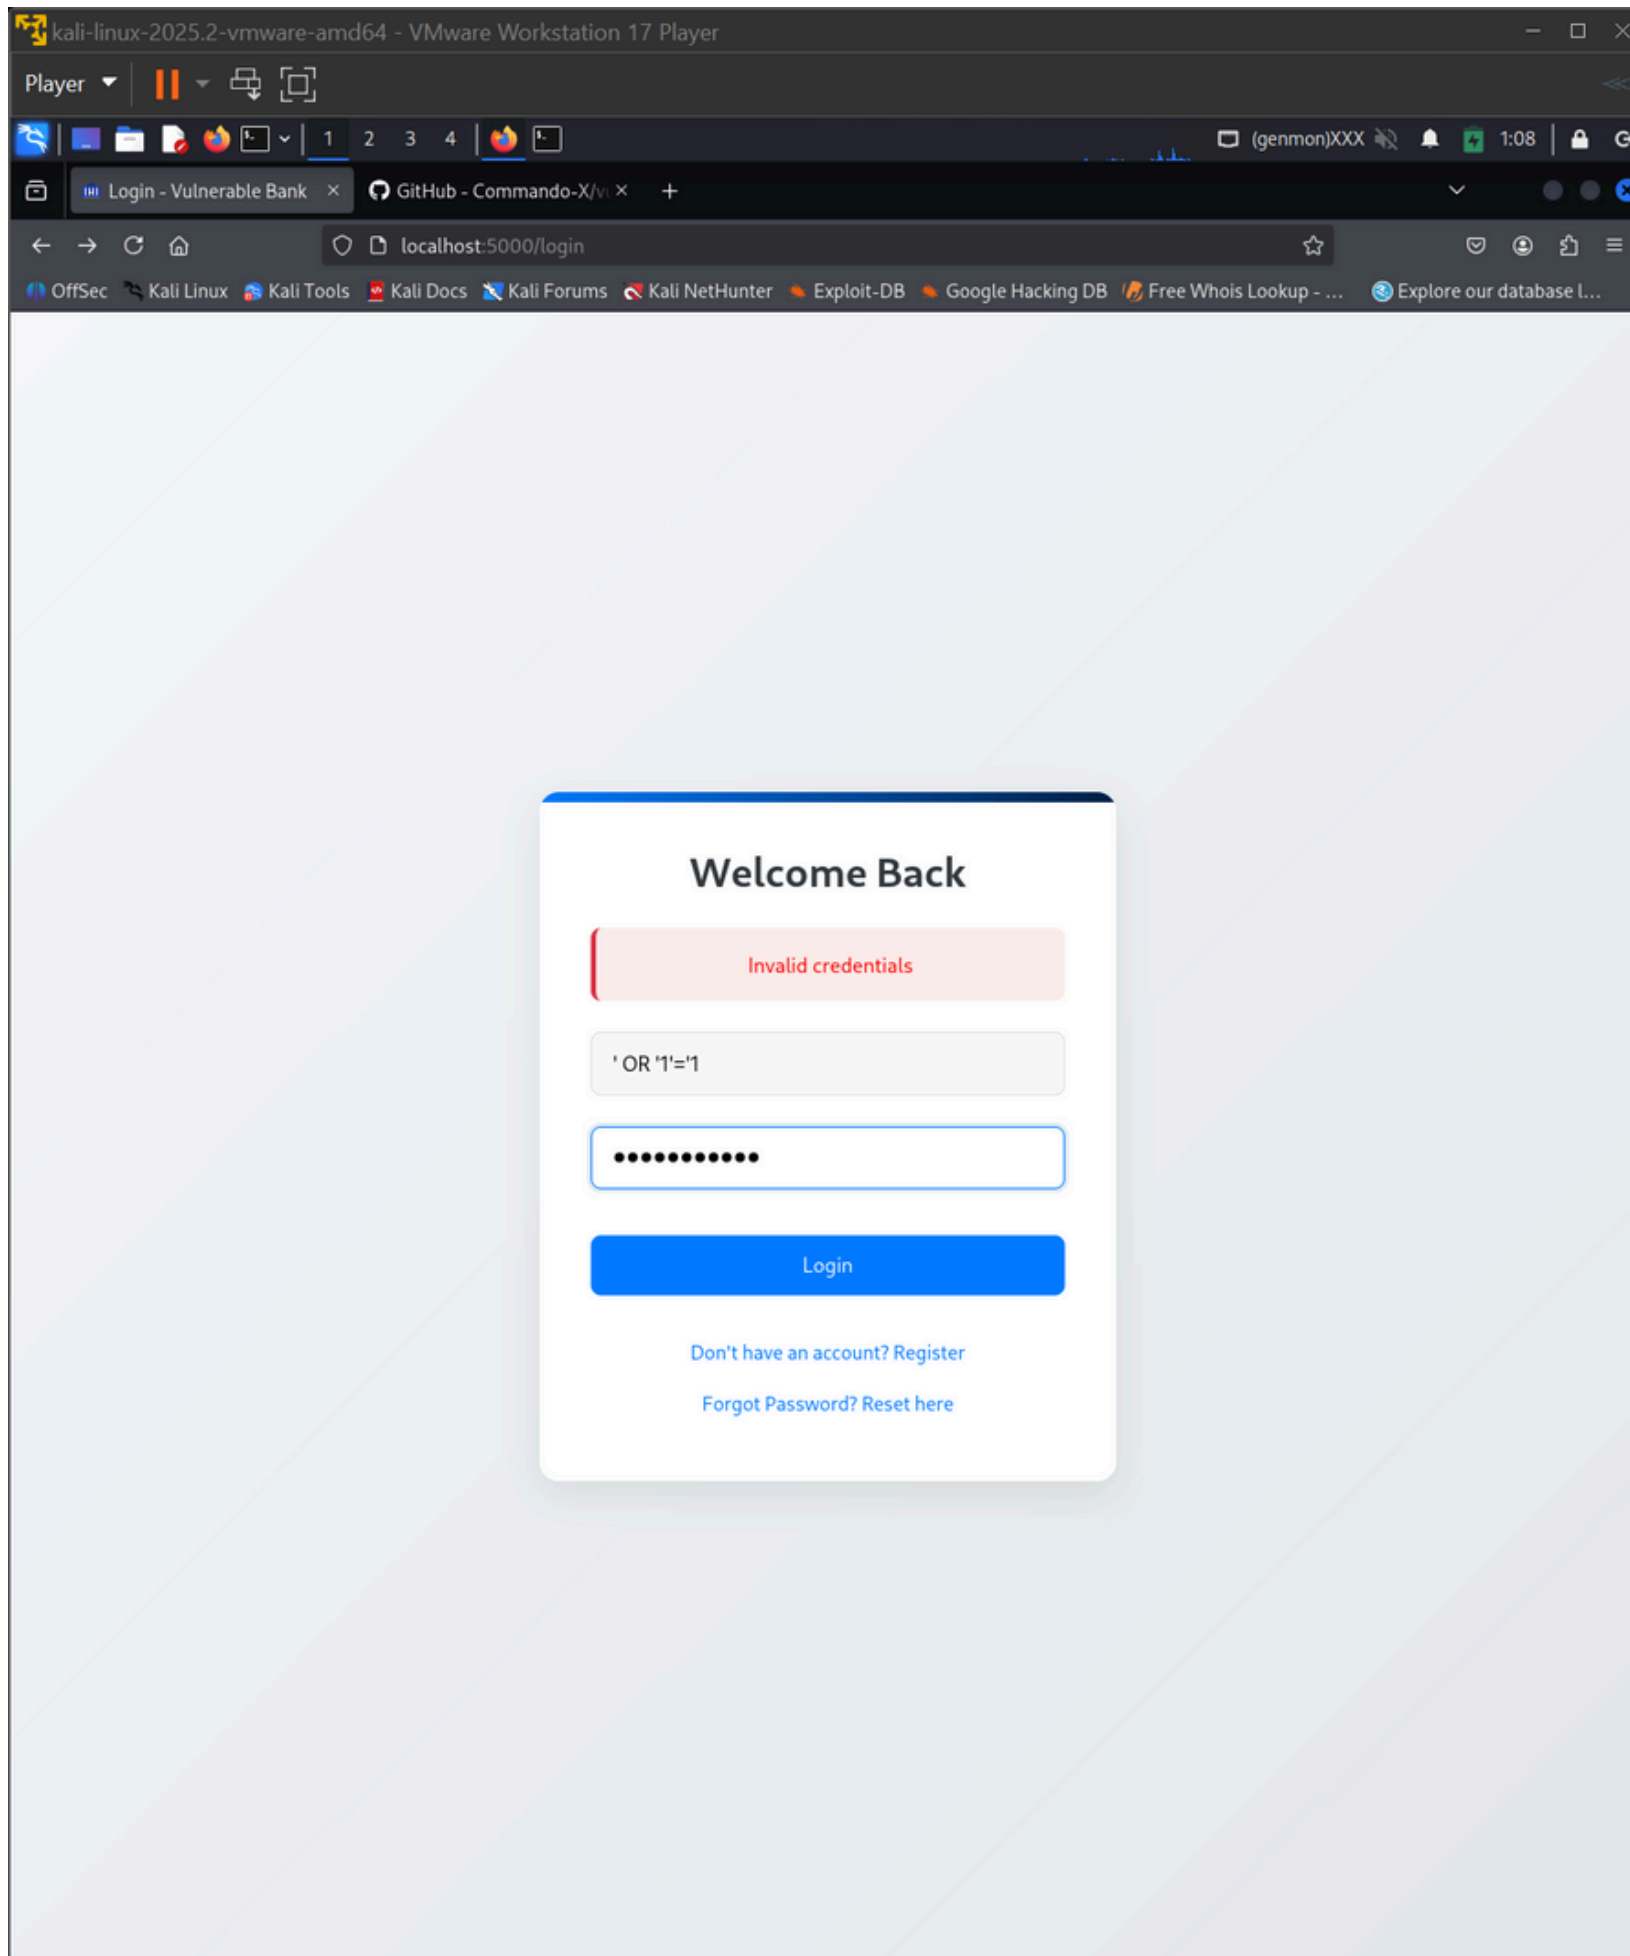 kali-linux-2025.2-vmware-amd64 - VMware Workstation 17 Player
Player
1 2 3 4 (genmon)XXX 1:08
Login - Vulnerable Bank GitHub - Commando-X/vu
localhost:5000/login
OffSec Kali Linux Kali Tools Kali Docs Kali Forums Kali NetHunter Exploit-DB Google Hacking DB Free Whois Lookup - ... Explore our database l...
Welcome Back
Invalid credentials
' OR '1'='1
•••••••••••
Login
Don't have an account? Register
Forgot Password? Reset here